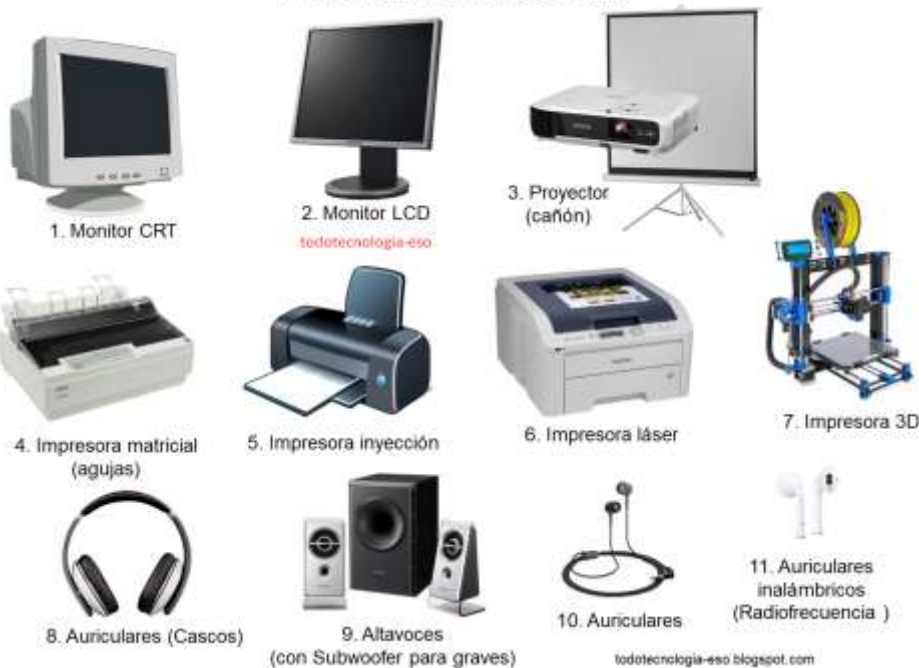 1. Monitor CRT
2. Monitor LCD
todotecnologia-eso
3. Proyector
(cañón)
4. Impresora matricial
(agujas)
5. Impresora inyección
6. Impresora láser
7. Impresora 3D
8. Auriculares (Cascos)
9. Altavoces
(con Subwoofer para graves)
10. Auriculares
11. Auriculares
inalámbricos
(Radiofrecuencia )
todotecnologia-eso.blogspot.com